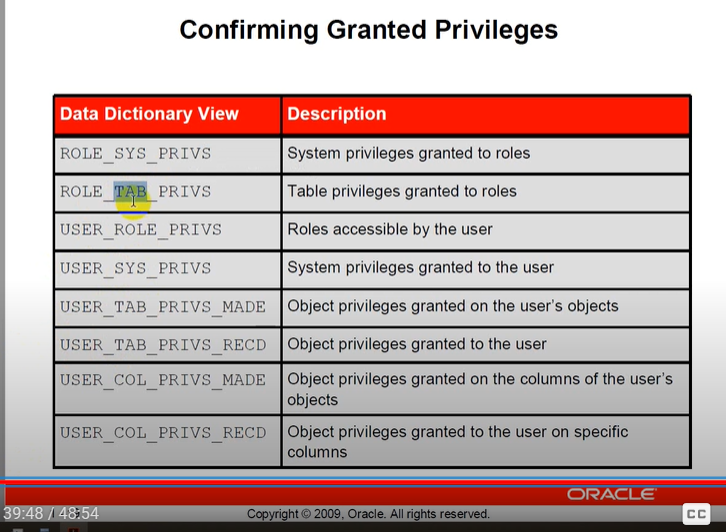 Confirming Granted Privileges
Data Dictionary View Description
ROLE_SYS_PRIVS System privileges granted to roles
ROLE_TAB_PRIVS Table privileges granted to roles
USER_ROLE_PRIVS Roles accessible by the user
USER_SYS_PRIVS System privileges granted to the user
USER_TAB_PRIVS_MADE Object privileges granted on the user's objects
USER_TAB_PRIVS_RECD Object privileges granted to the user
USER_COL_PRIVS_MADE Object privileges granted on the columns of the user's
objects
USER_COL_PRIVS_RECD Object privileges granted to the user on specific
columns
ORACLE
39:48 / 48:54 Copyright © 2009, Oracle. All rights reserved. CC